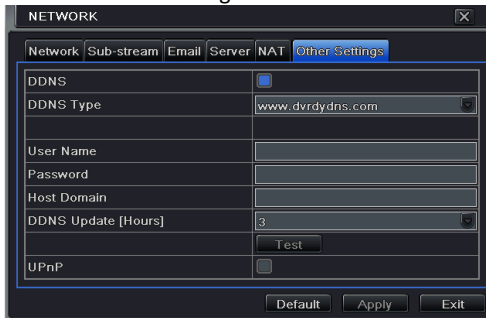 NETWORK
Network Sub-stream Email Server NAT Other Settings
DDNS
DDNS Type www.dvrdydns.com
User Name
Password
Host Domain
DDNS Update [Hours] 3
Test
UPnP
Default Apply Exit